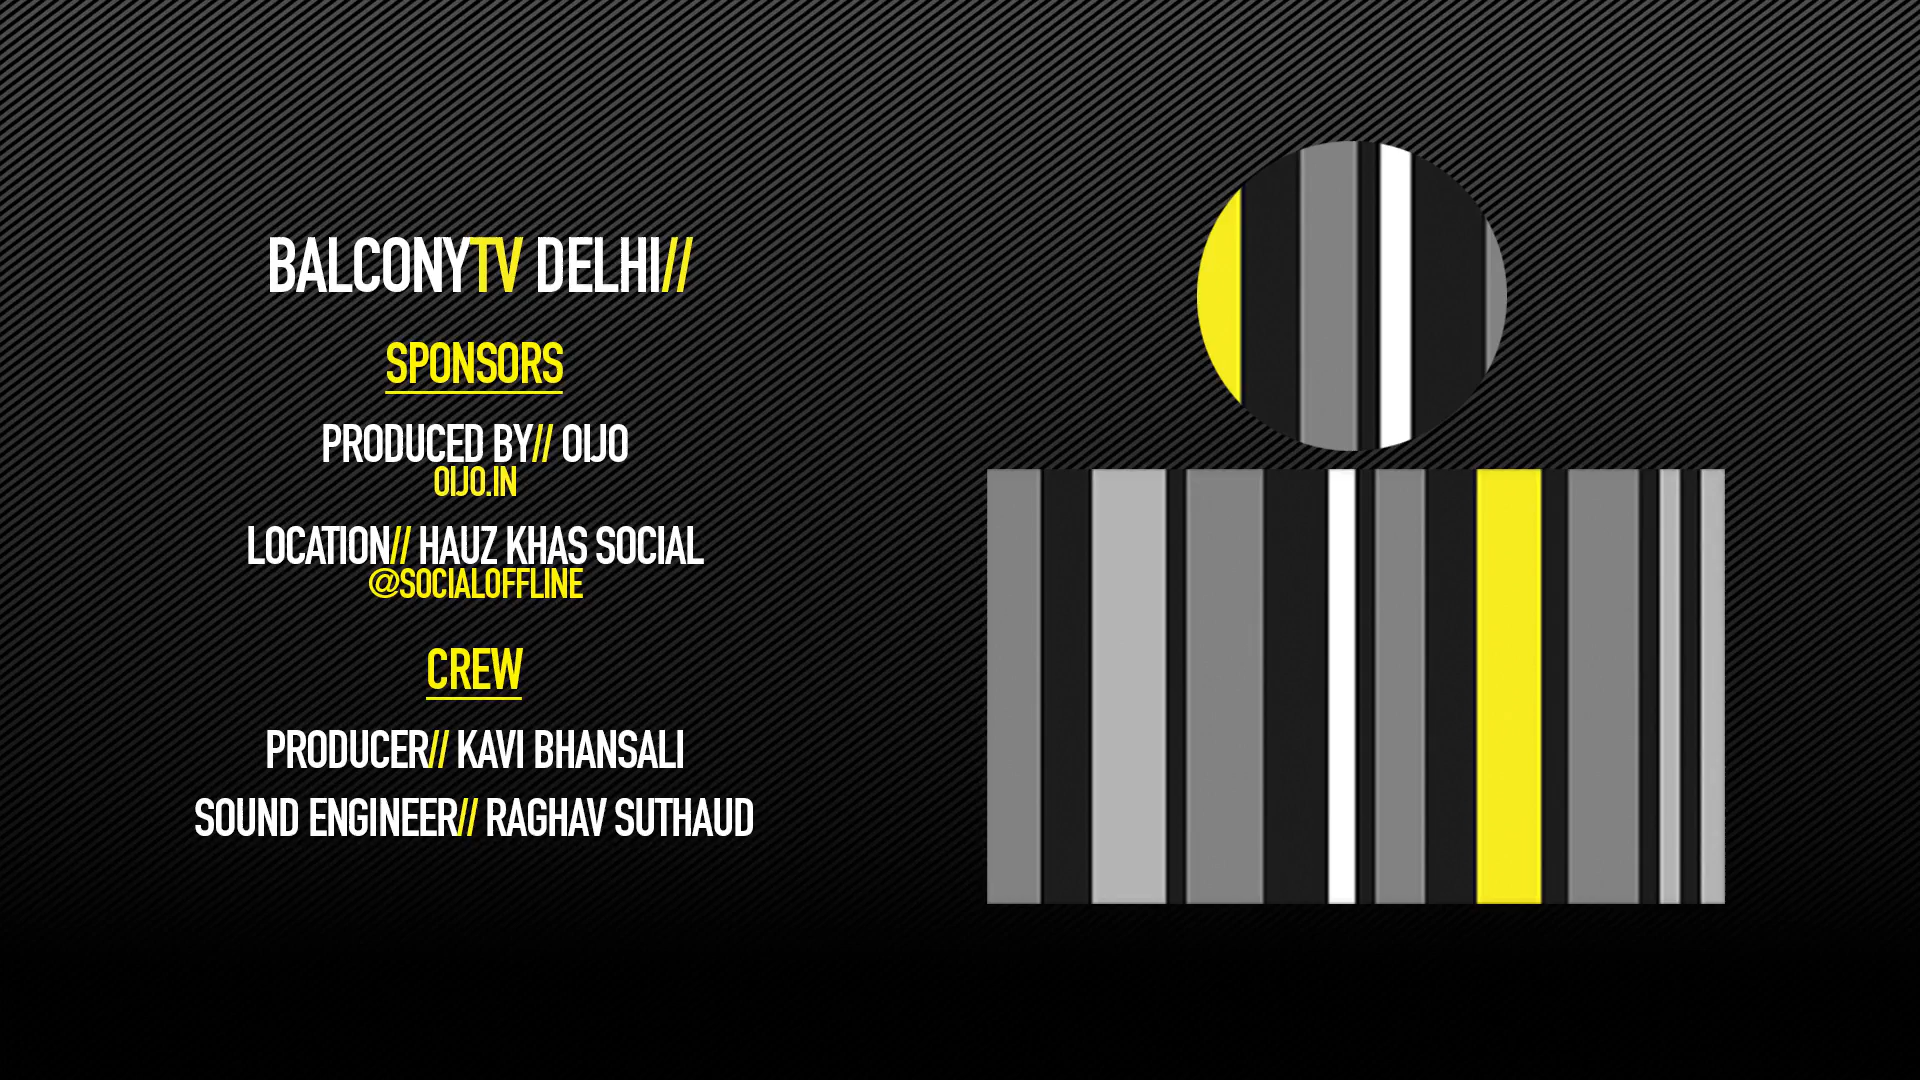 BALCONYTV DELHI//
SPONSORS
PRODUCED BY// OIJO
OIJO.IN
LOCATION// HAUZ KHAS SOCIAL
@SOCIALOFFLINE
CREW
PRODUCER// KAVI BHANSALI
SOUND ENGINEER// RAGHAV SUTHAUD